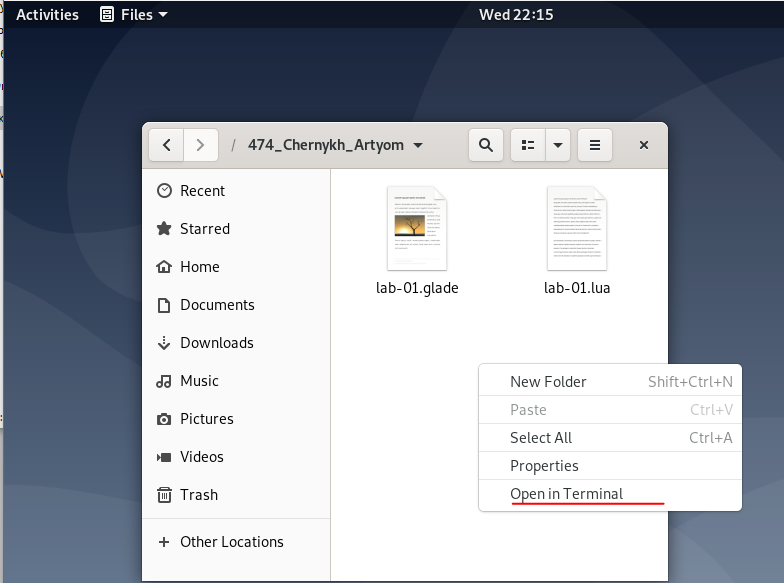 Activities Files Wed 22:15
/ 474_Chernykh_Artyom
Recent
Starred
Home
Documents
Downloads
Music
Pictures
Videos
Trash
+ Other Locations
lab-01.glade lab-01.lua
New Folder Shift+Ctrl+N
Paste Ctrl+V
Select All Ctrl+A
Properties
Open in Terminal